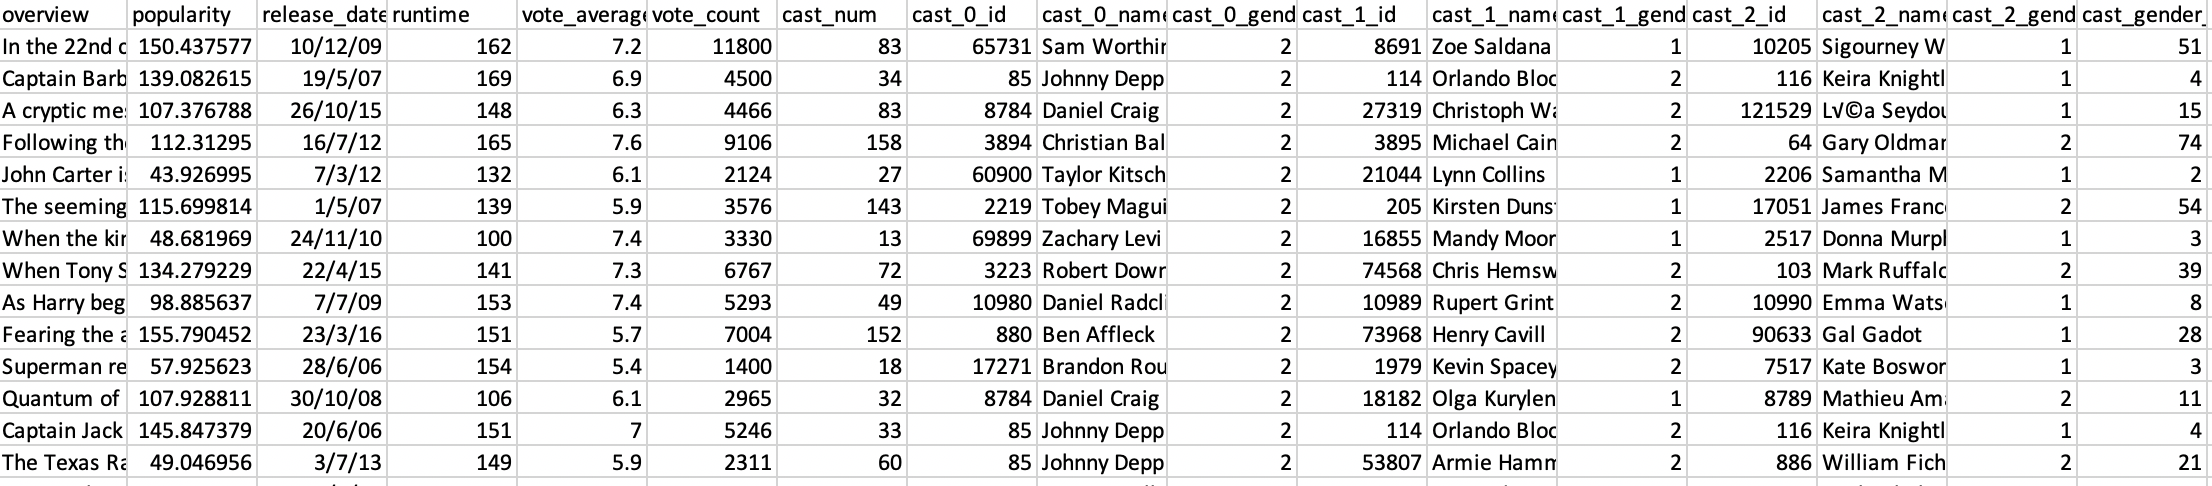 overview popularity release_date runtime vote_average vote_count cast_num cast_0_id cast_0_name cast_0_gend cast_1_id cast_1_name cast_1_gend cast_2_id cast_2_name cast_2_gend cast_gender_
In the 22nd c 150.437577 10/12/09 162 7.2 11800 83 65731 Sam Worthin 2 8691 Zoe Saldana 1 10205 Sigourney W 1 51
Captain Barb 139.082615 19/5/07 169 6.9 4500 34 85 Johnny Depp 2 114 Orlando Bloo 2 116 Keira Knightl 1 4
A cryptic mes 107.376788 26/10/15 148 6.3 4466 83 8784 Daniel Craig 2 27319 Christoph Wa 2 121529 L√©a Seydou 1 15
Following the 112.31295 16/7/12 165 7.6 9106 158 3894 Christian Bal 2 3895 Michael Cain 2 64 Gary Oldman 2 74
John Carter is 43.926995 7/3/12 132 6.1 2124 27 60900 Taylor Kitsch 2 21044 Lynn Collins 1 2206 Samantha M 1 2
The seeming 115.699814 1/5/07 139 5.9 3576 143 2219 Tobey Magui 2 205 Kirsten Duns 1 17051 James Franc 2 54
When the kin 48.681969 24/11/10 100 7.4 3330 13 69899 Zachary Levi 2 16855 Mandy Moor 1 2517 Donna Murph 1 3
When Tony S 134.279229 22/4/15 141 7.3 6767 72 3223 Robert Down 2 74568 Chris Hemsw 2 103 Mark Ruffalo 2 39
As Harry beg 98.885637 7/7/09 153 7.4 5293 49 10980 Daniel Radcli 2 10989 Rupert Grint 2 10990 Emma Wats 1 8
Fearing the a 155.790452 23/3/16 151 5.7 7004 152 880 Ben Affleck 2 73968 Henry Cavill 2 90633 Gal Gadot 1 28
Superman re 57.925623 28/6/06 154 5.4 1400 18 17271 Brandon Rou 2 1979 Kevin Spacey 2 7517 Kate Boswor 1 3
Quantum of 107.928811 30/10/08 106 6.1 2965 32 8784 Daniel Craig 2 18182 Olga Kurylen 1 8789 Mathieu Ama 2 11
Captain Jack 145.847379 20/6/06 151 7 5246 33 85 Johnny Depp 2 114 Orlando Bloo 2 116 Keira Knightl 1 4
The Texas Ra 49.046956 3/7/13 149 5.9 2311 60 85 Johnny Depp 2 53807 Armie Hamm 2 886 William Fich 2 21